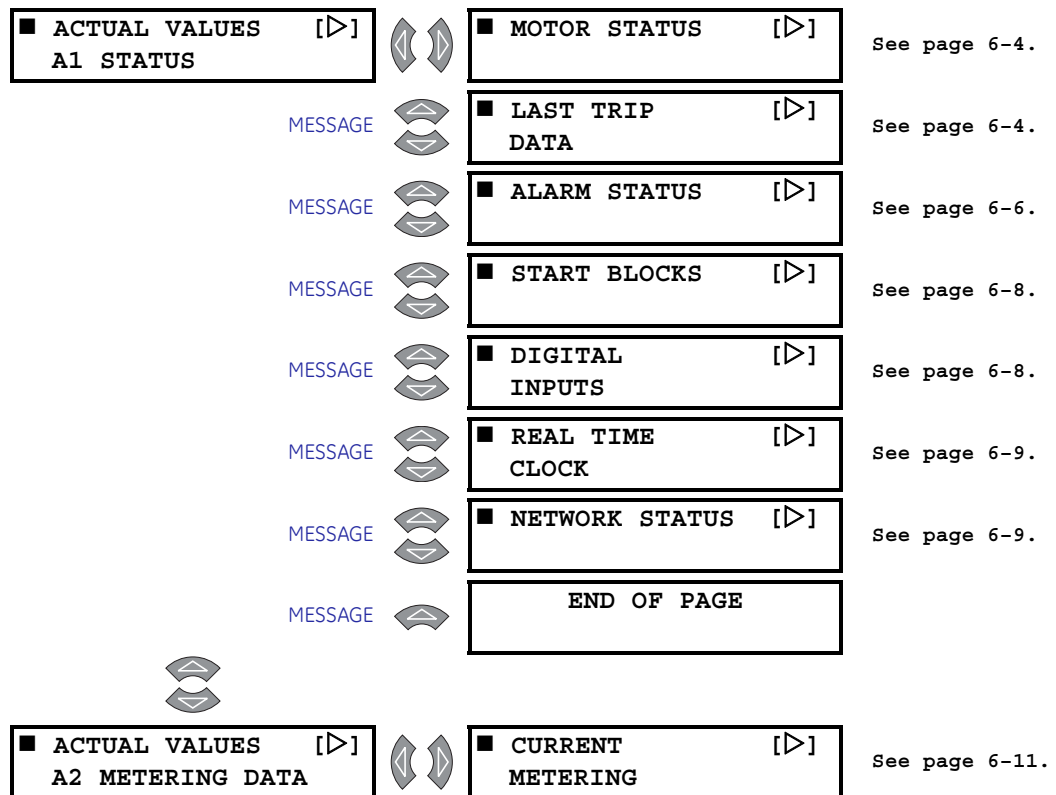 ■ ACTUAL VALUES [▷]
A1 STATUS
■ MOTOR STATUS [▷]
See page 6-4.
MESSAGE
■ LAST TRIP [▷]
DATA
See page 6-4.
MESSAGE
■ ALARM STATUS [▷]
See page 6-6.
MESSAGE
■ START BLOCKS [▷]
See page 6-8.
MESSAGE
■ DIGITAL [▷]
INPUTS
See page 6-8.
MESSAGE
■ REAL TIME [▷]
CLOCK
See page 6-9.
MESSAGE
■ NETWORK STATUS [▷]
See page 6-9.
MESSAGE
END OF PAGE
■ ACTUAL VALUES [▷]
A2 METERING DATA
■ CURRENT [▷]
METERING
See page 6-11.